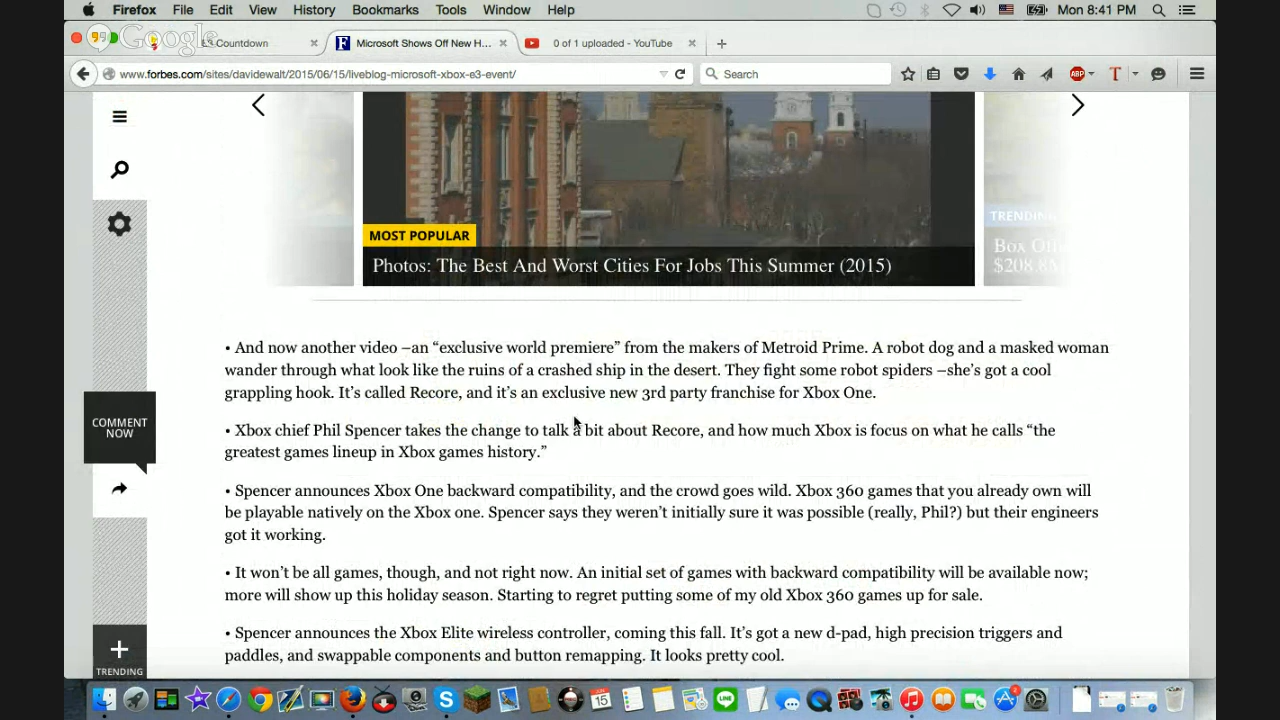 Firefox File Edit View History Bookmarks Tools Window Help Mon 8:41 PM
Google Countdown Microsoft Shows Off New H... 0 of 1 uploaded - YouTube
www.forbes.com/sites/davidewalt/2015/06/15/liveblog-microsoft-xbox-e3-event/ Search ABP T
TRENDING
MOST POPULAR
Photos: The Best And Worst Cities For Jobs This Summer (2015)
$208.8M
• And now another video –an “exclusive world premiere” from the makers of Metroid Prime. A robot dog and a masked woman
wander through what look like the ruins of a crashed ship in the desert. They fight some robot spiders –she’s got a cool
grappling hook. It’s called Recore, and it’s an exclusive new 3rd party franchise for Xbox One.
COMMENT
NOW
• Xbox chief Phil Spencer takes the change to talk a bit about Recore, and how much Xbox is focus on what he calls “the
greatest games lineup in Xbox games history.”
• Spencer announces Xbox One backward compatibility, and the crowd goes wild. Xbox 360 games that you already own will
be playable natively on the Xbox one. Spencer says they weren’t initially sure it was possible (really, Phil?) but their engineers
got it working.
• It won’t be all games, though, and not right now. An initial set of games with backward compatibility will be available now;
more will show up this holiday season. Starting to regret putting some of my old Xbox 360 games up for sale.
• Spencer announces the Xbox Elite wireless controller, coming this fall. It’s got a new d-pad, high precision triggers and
paddles, and swappable components and button remapping. It looks pretty cool.
TRENDING